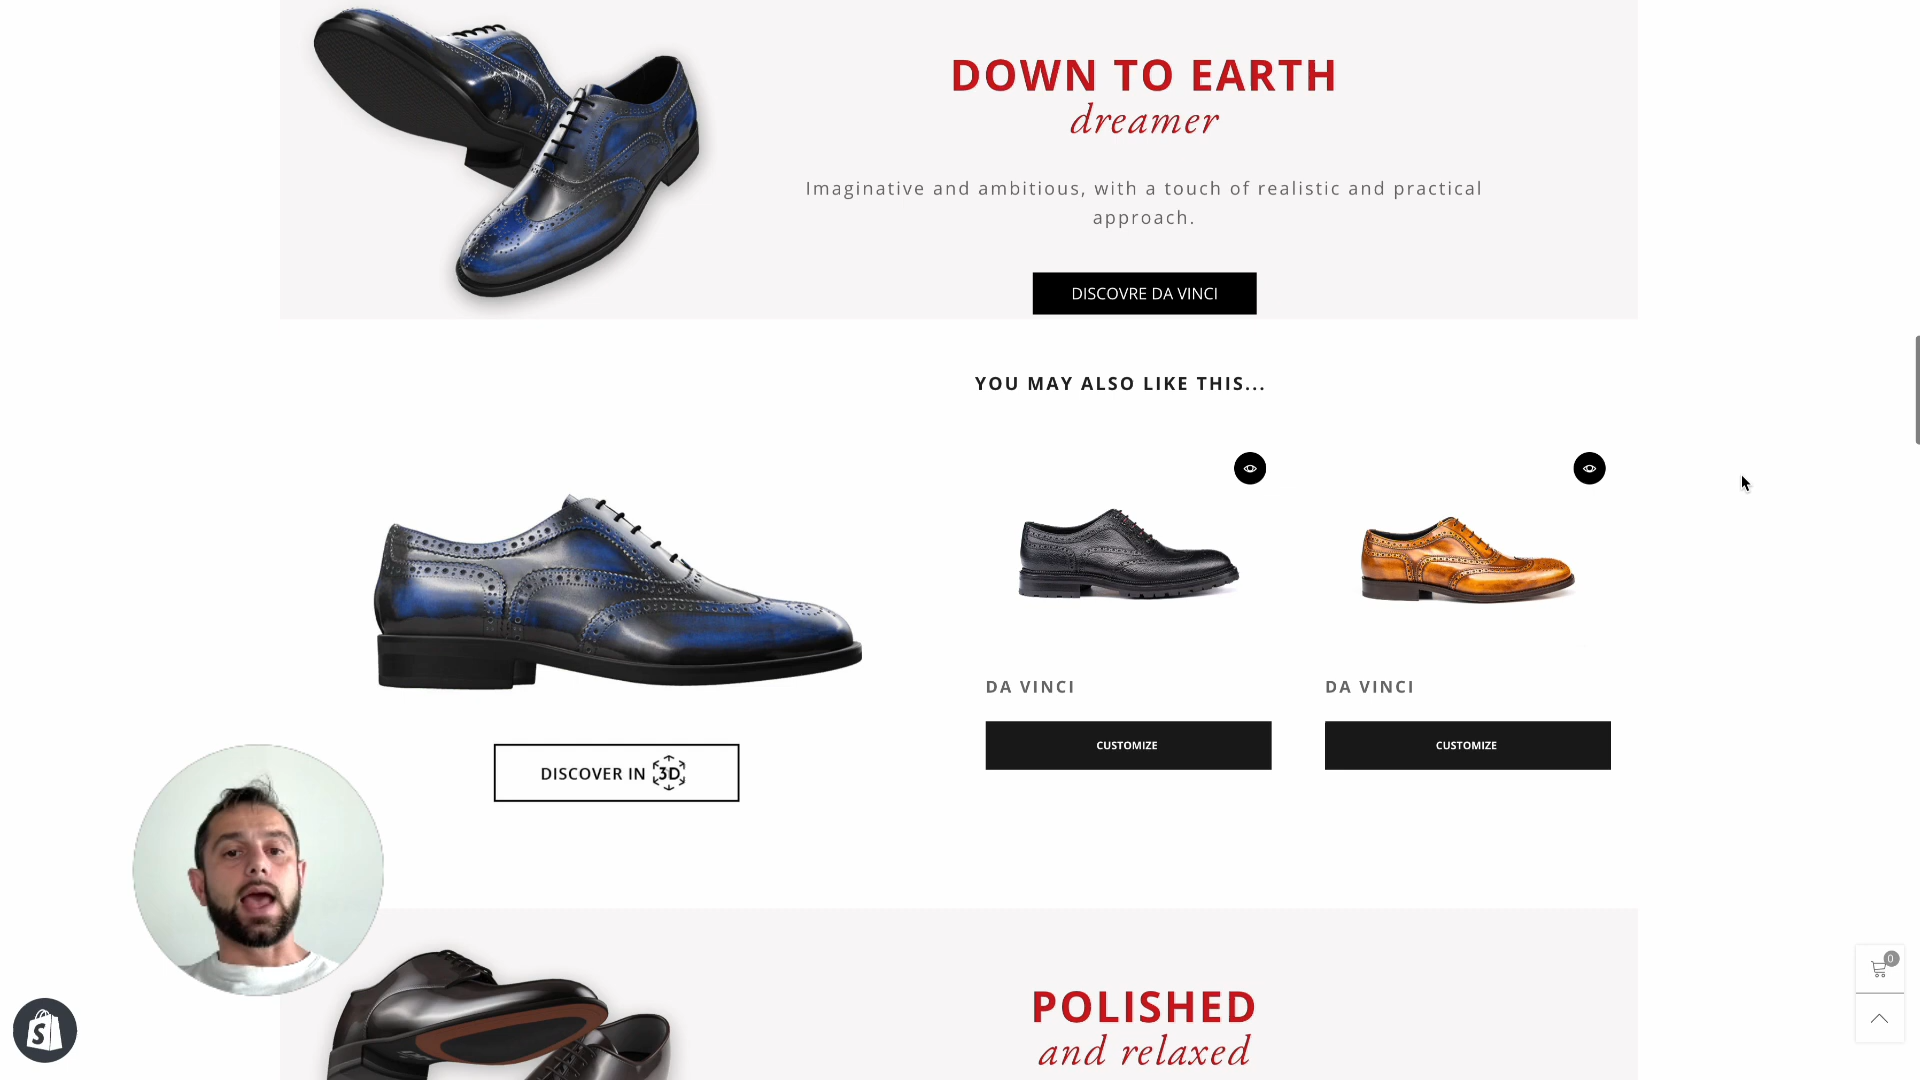 DOWN TO EARTH
dreamer
Imaginative and ambitious, with a touch of realistic and practical
approach.
DISCOVRE DA VINCI
YOU MAY ALSO LIKE THIS...
DA VINCI
DA VINCI
CUSTOMIZE
CUSTOMIZE
DISCOVER IN 3D
0
POLISHED
and relaxed
S